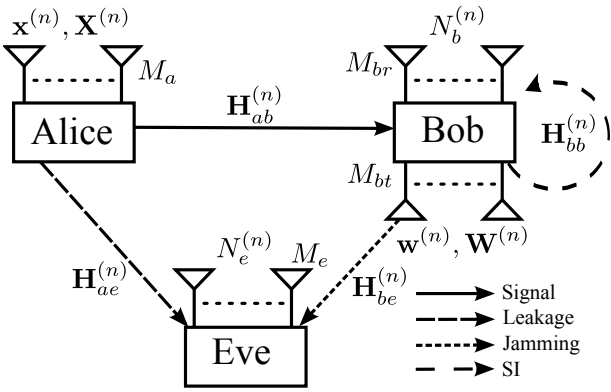 𝐱^(n), 𝐗^(n)
N_b^(n)
M_a
M_br
𝐇_ab^(n)
Alice
Bob
𝐇_bb^(n)
M_bt
𝐰^(n), 𝐖^(n)
N_e^(n)
M_e
𝐇_ae^(n)
𝐇_be^(n)
Signal
Leakage
Jamming
SI
Eve